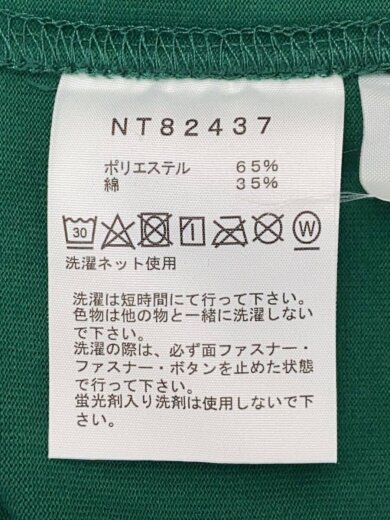 NT82437
ポリエステル 65%
綿 35%
30 W
洗濯ネット使用
洗濯は短時間にて行って下さい。
色物は他の物と一緒に洗濯しない
で下さい。
洗濯の際は、必ず面ファスナー・
ファスナー・ボタンを止めた状態
で行って下さい。
蛍光剤入り洗剤は使用しないで下
さい。